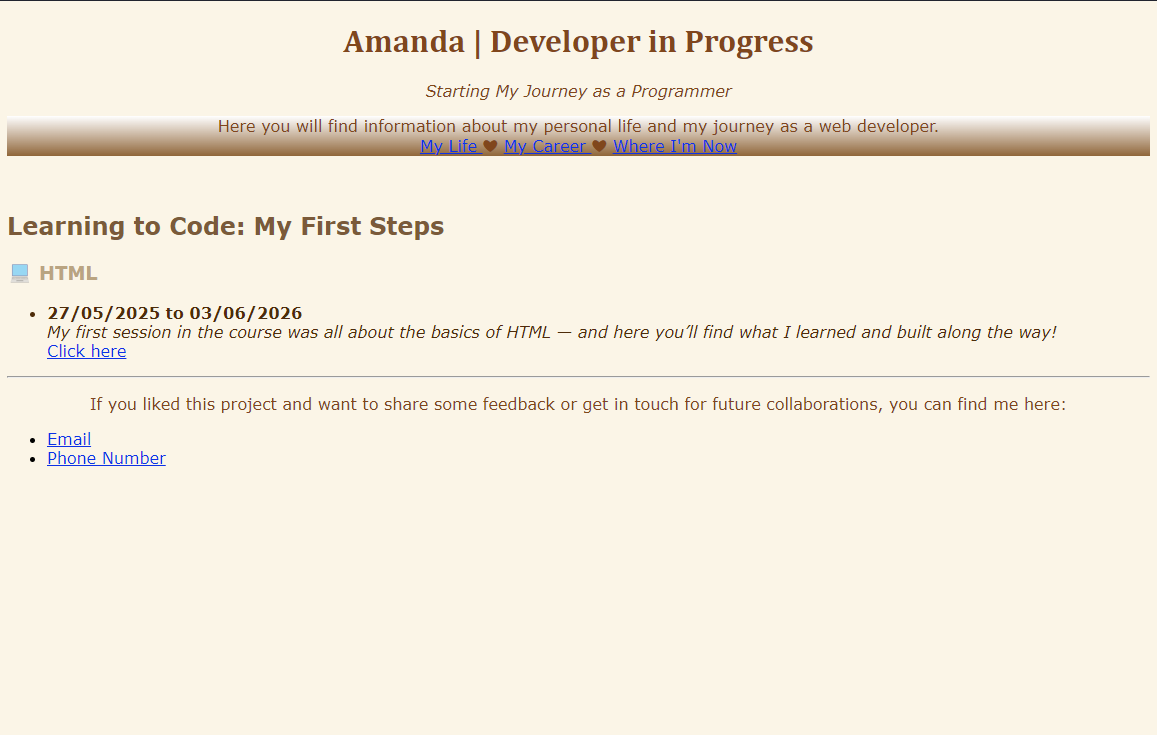 Amanda | Developer in Progress
Starting My Journey as a Programmer
Here you will find information about my personal life and my journey as a web developer.
My Life 🤎 My Career 🤎 Where I'm Now
Learning to Code: My First Steps
💻 HTML
• 27/05/2025 to 03/06/2026
My first session in the course was all about the basics of HTML — and here you’ll find what I learned and built along the way!
Click here
If you liked this project and want to share some feedback or get in touch for future collaborations, you can find me here:
• Email
• Phone Number